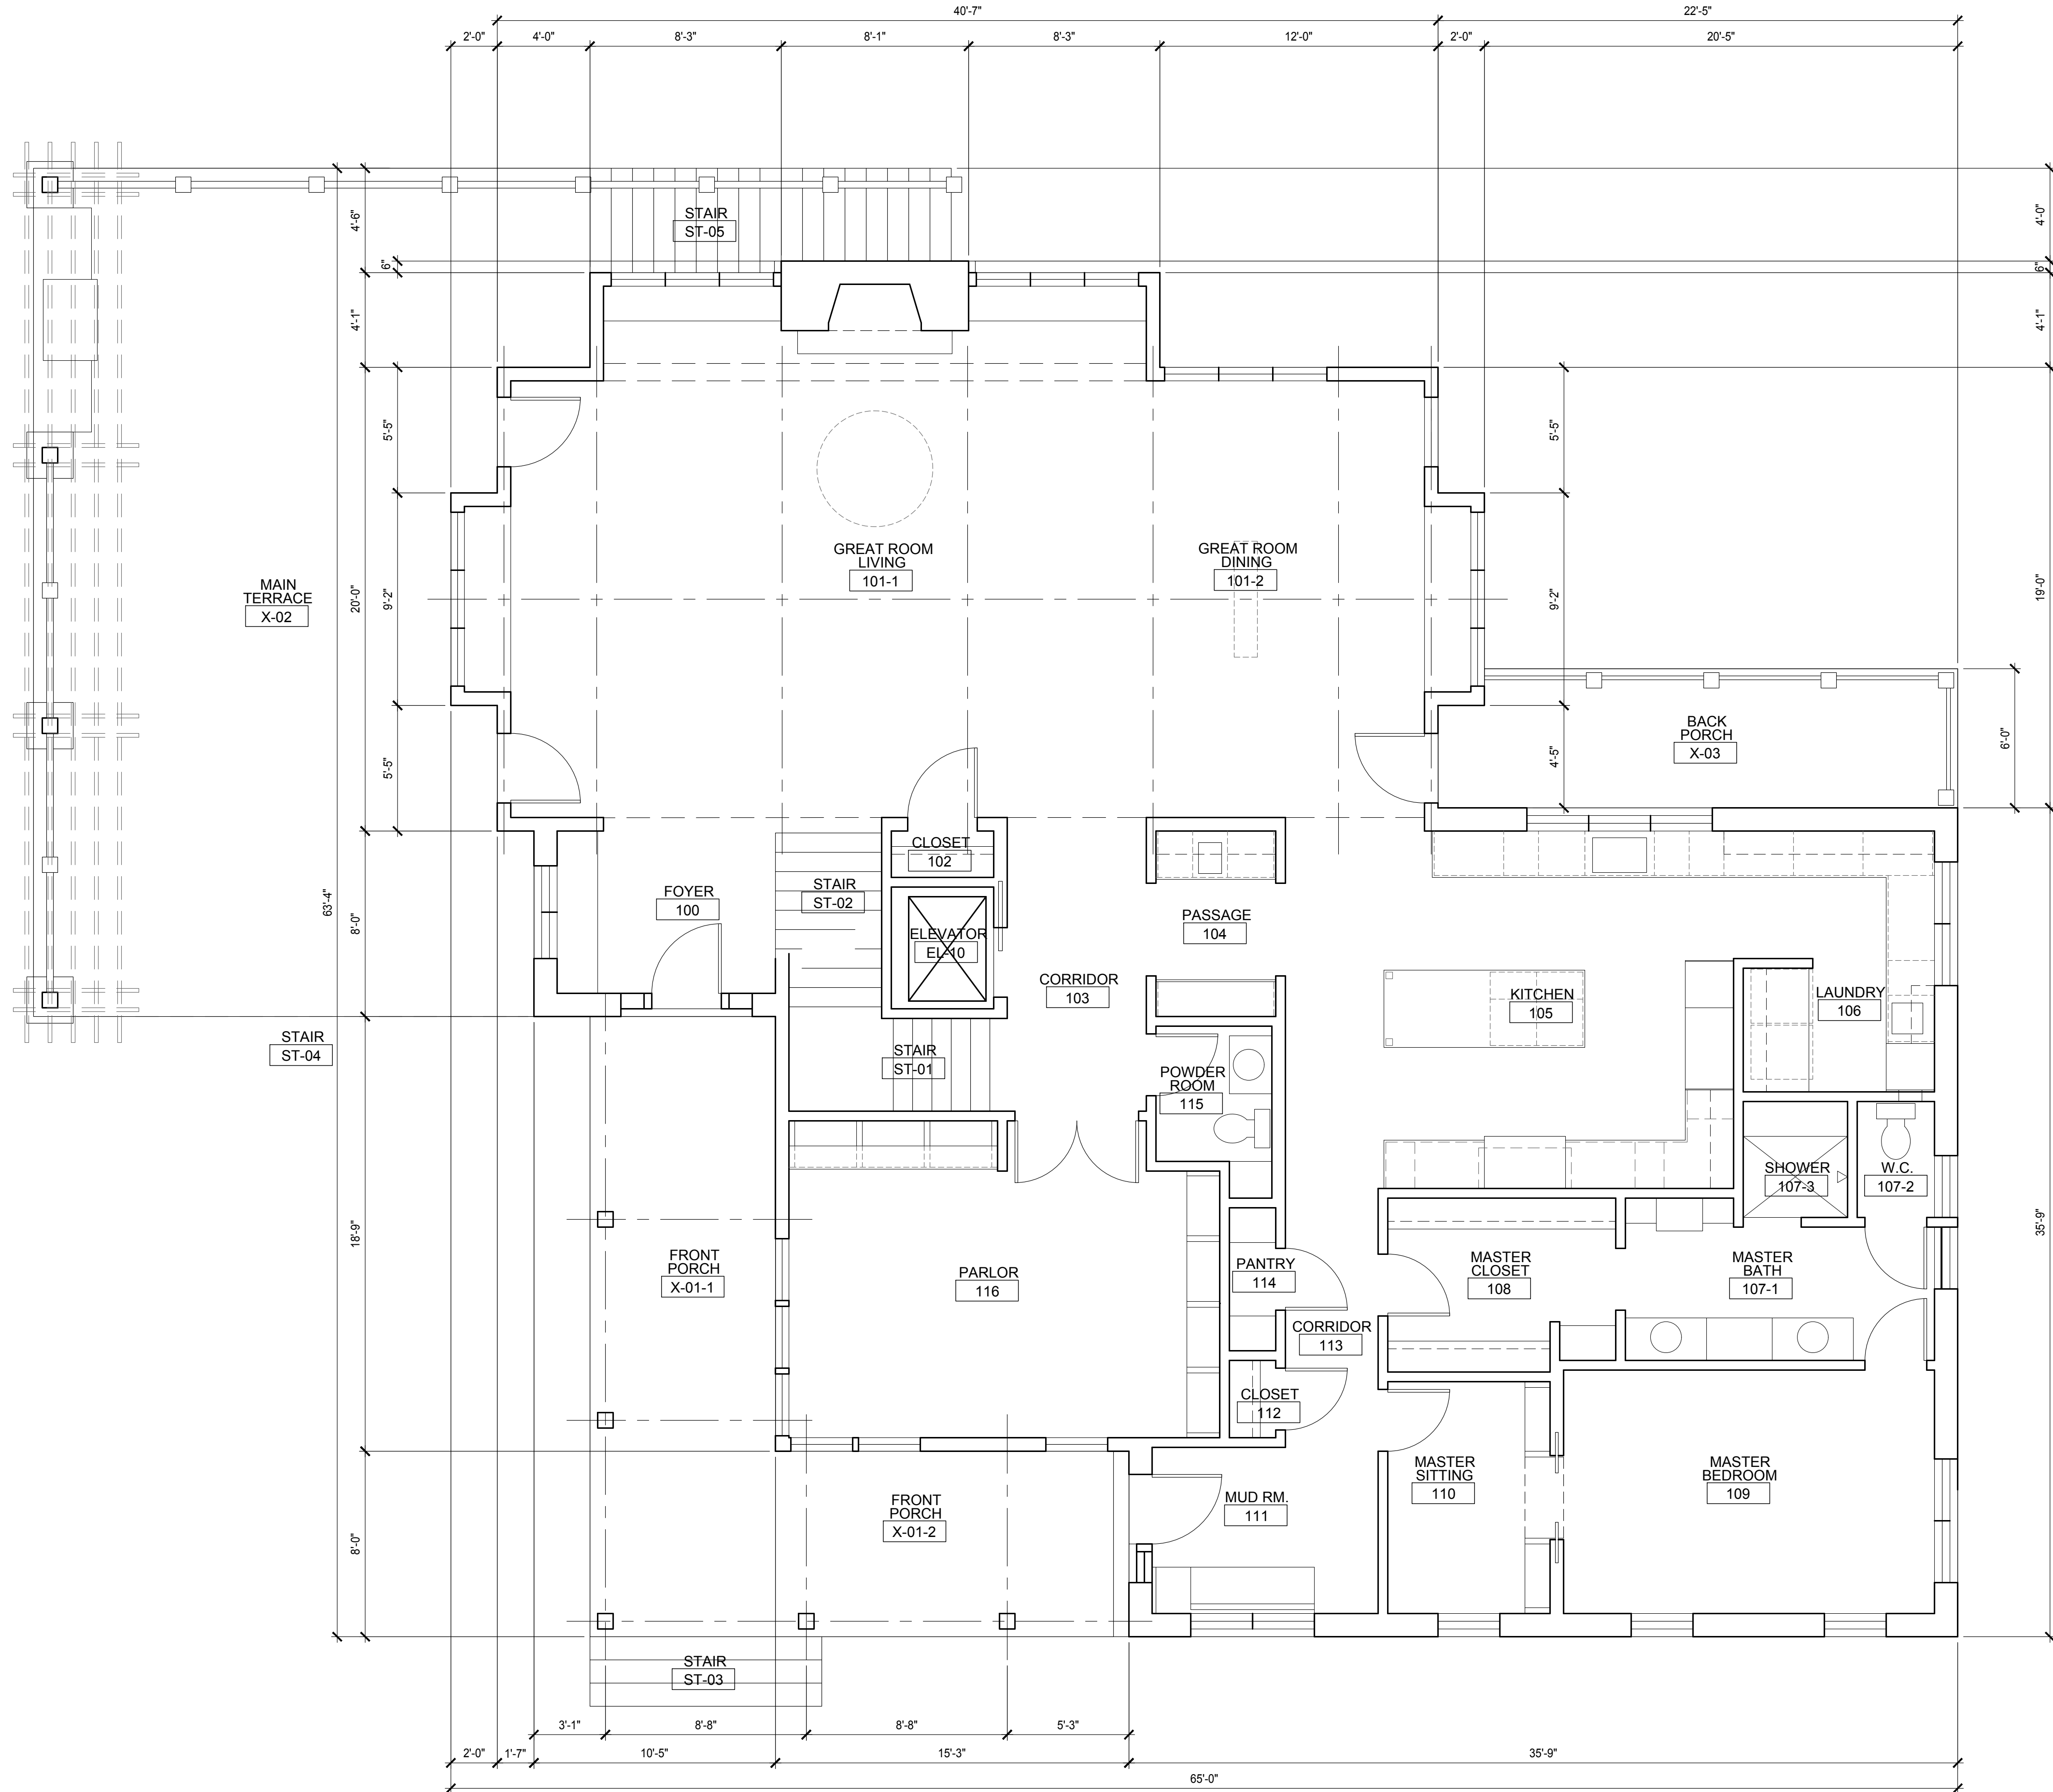 40'-7"
22'-5"
2'-0"
4'-0"
8'-3"
8'-1"
8'-3"
12'-0"
2'-0"
20'-5"
STAIR
ST-05
4'-6"
6"
4'-1"
4'-0"
6"
4'-1"
5'-5"
5'-5"
GREAT ROOM
LIVING
101-1
GREAT ROOM
DINING
101-2
MAIN
TERRACE
X-02
20'-0"
9'-2"
9'-2"
19'-0"
BACK
PORCH
X-03
6'-0"
5'-5"
4'-5"
CLOSET
102
STAIR
ST-02
FOYER
100
63'-4"
8'-0"
ELEVATOR
EL-10
PASSAGE
104
CORRIDOR
103
KITCHEN
105
LAUNDRY
106
STAIR
ST-04
STAIR
ST-01
POWDER
ROOM
115
SHOWER
107-3
W.C.
107-2
18'-9"
35'-9"
FRONT
PORCH
X-01-1
PARLOR
116
PANTRY
114
MASTER
CLOSET
108
MASTER
BATH
107-1
CORRIDOR
113
CLOSET
112
MASTER
SITTING
110
MASTER
BEDROOM
109
FRONT
PORCH
X-01-2
MUD RM.
111
8'-0"
STAIR
ST-03
3'-1"
8'-8"
8'-8"
5'-3"
2'-0"
1'-7"
10'-5"
15'-3"
35'-9"
65'-0"